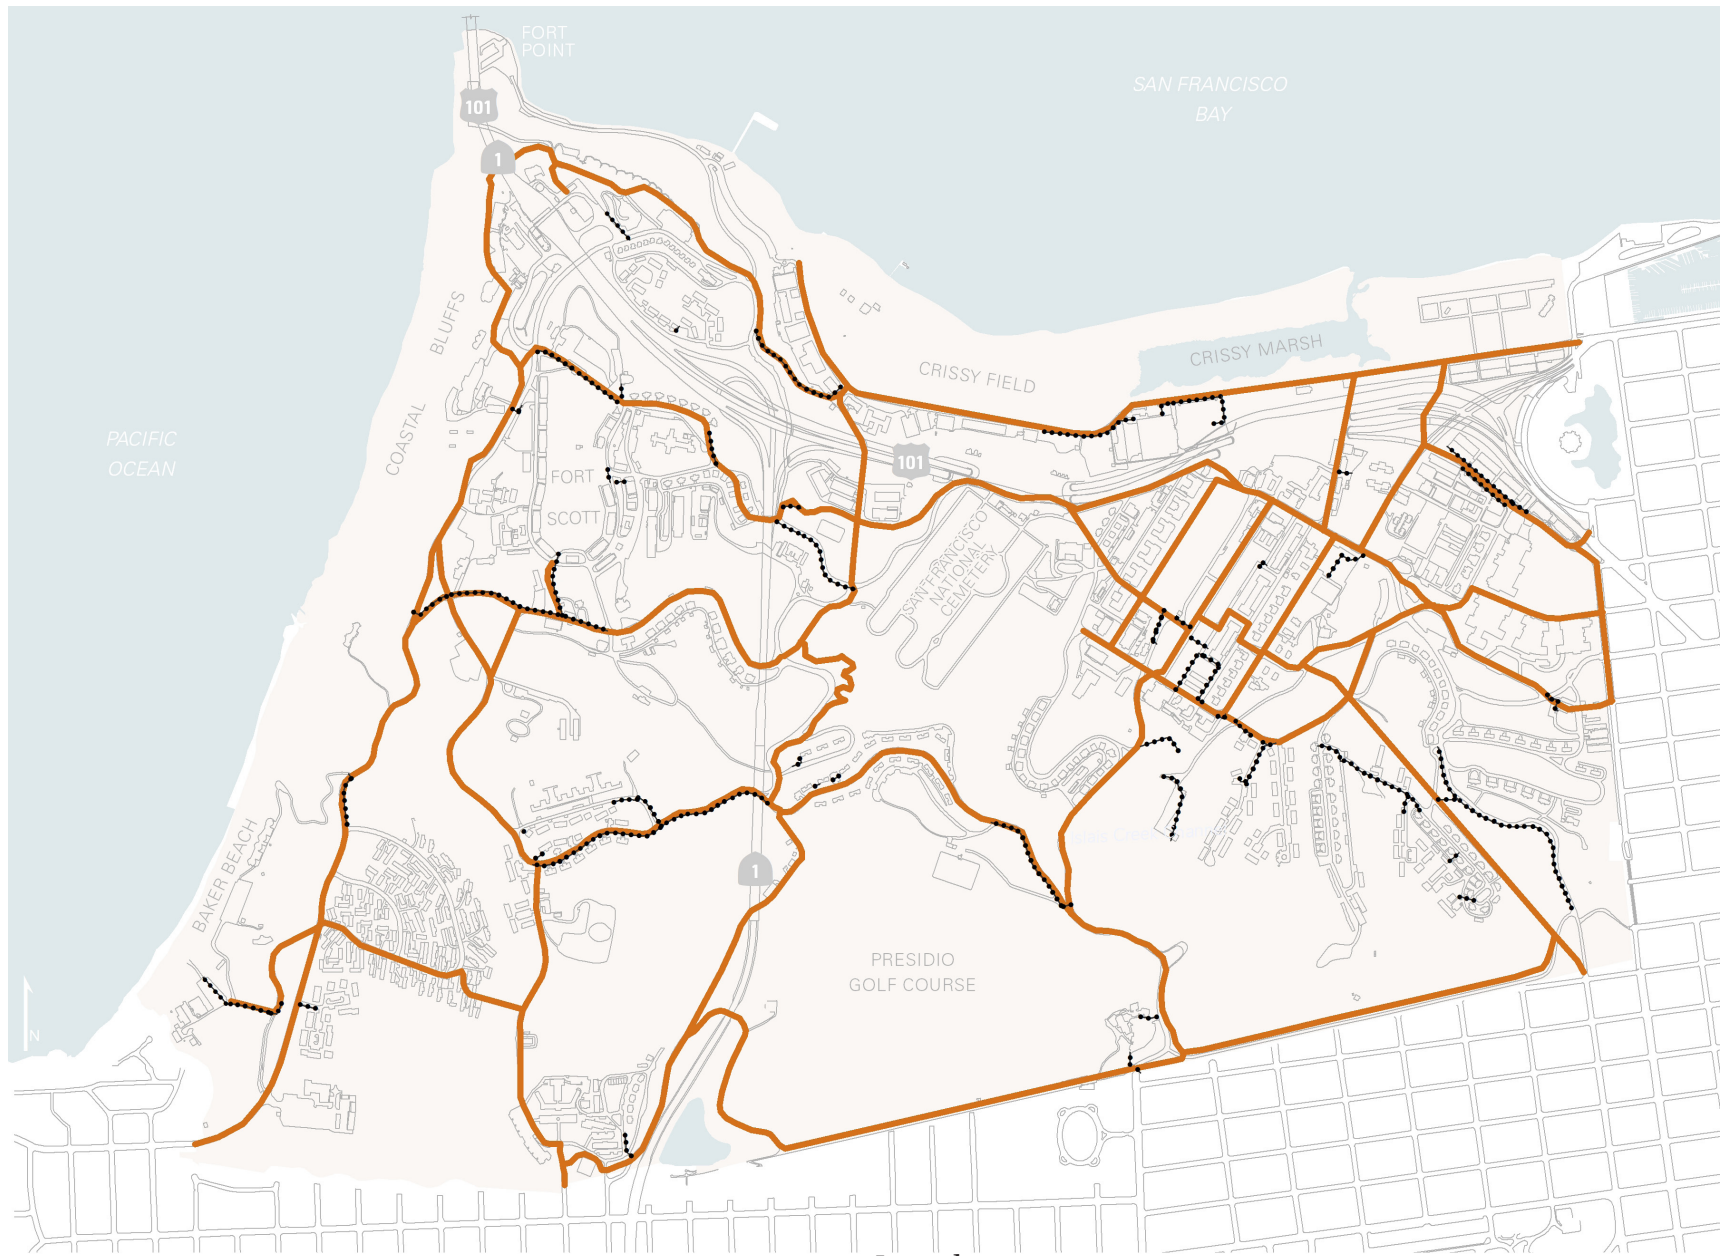 FORT
POINT
SAN FRANCISCO
BAY
101
1
COASTAL BLUFFS
CRISSY MARSH
CRISSY FIELD
PACIFIC
OCEAN
101
FORT
SCOTT
SAN FRANCISCO
NATIONAL
CEMETERY
BAKER BEACH
1
PRESIDIO
GOLF COURSE
N